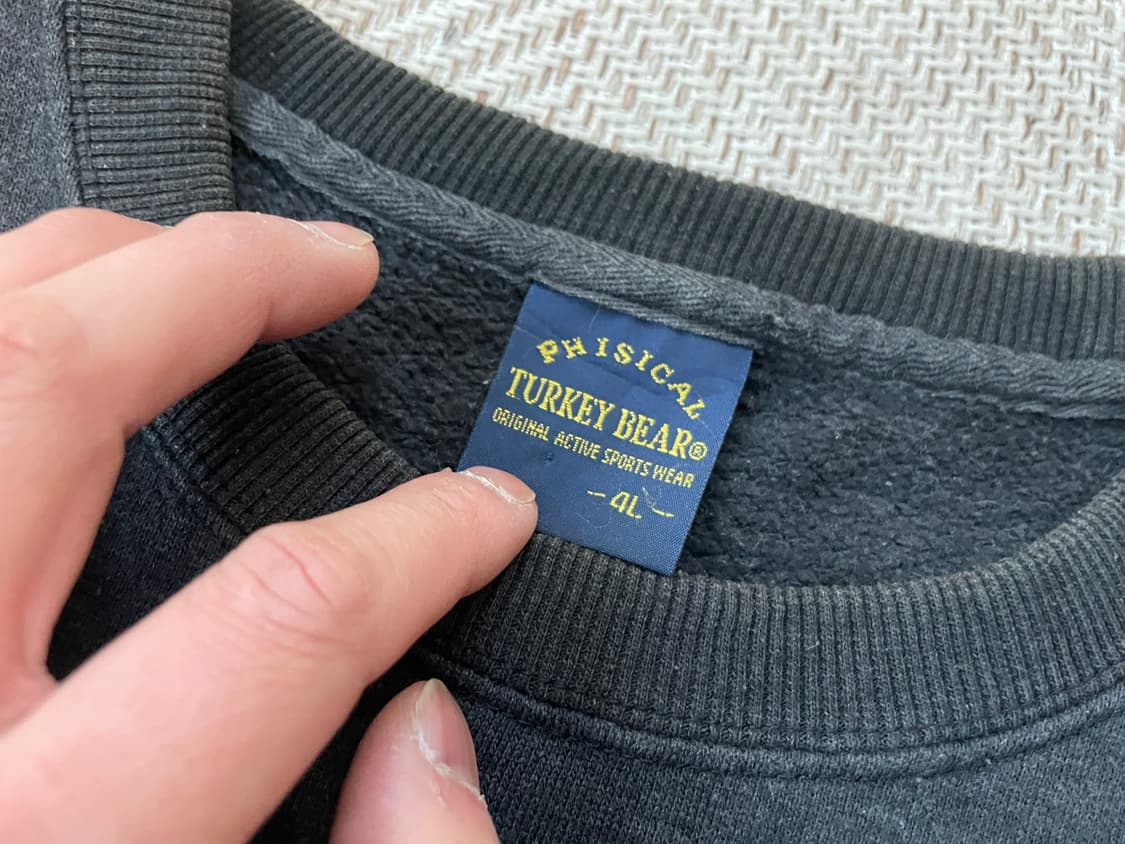 PHISICAL
TURKEY BEAR®
ORIGINAL ACTIVE SPORTS WEAR
-4L-